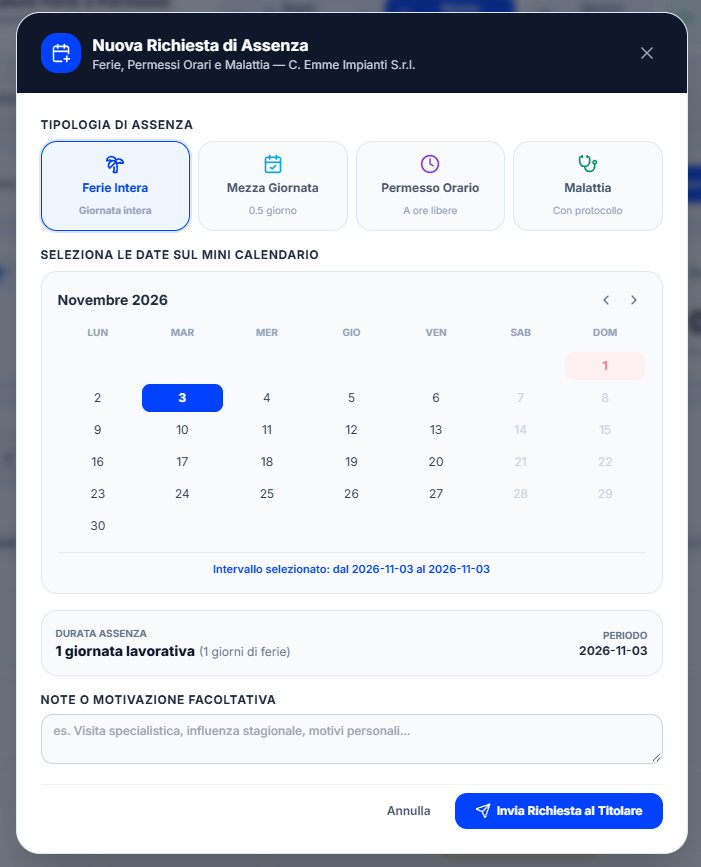 Nuova Richiesta di Assenza
Ferie, Permessi Orari e Malattia — C. Emme Impianti S.r.l.
TIPOLOGIA DI ASSENZA
Ferie Intera
Giornata intera
Mezza Giornata
0.5 giorno
Permesso Orario
A ore libere
Malattia
Con protocollo
SELEZIONA LE DATE SUL MINI CALENDARIO
Novembre 2026
LUN MAR MER GIO VEN SAB DOM
1
2 3 4 5 6 7 8
9 10 11 12 13 14 15
16 17 18 19 20 21 22
23 24 25 26 27 28 29
30
Intervallo selezionato: dal 2026-11-03 al 2026-11-03
DURATA ASSENZA
1 giornata lavorativa (1 giorni di ferie)
PERIODO
2026-11-03
NOTE O MOTIVAZIONE FACOLTATIVA
es. Visita specialistica, influenza stagionale, motivi personali...
Annulla
Invia Richiesta al Titolare